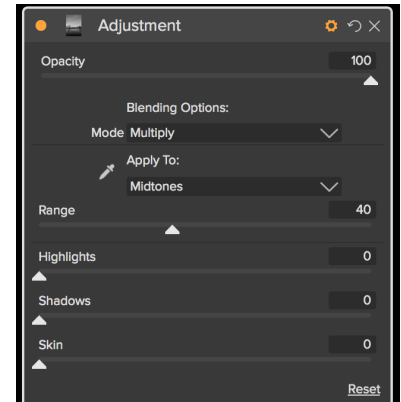 Adjustment
Opacity 100
Blending Options:
Mode Multiply
Apply To:
Midtones
Range 40
Highlights 0
Shadows 0
Skin 0
Reset